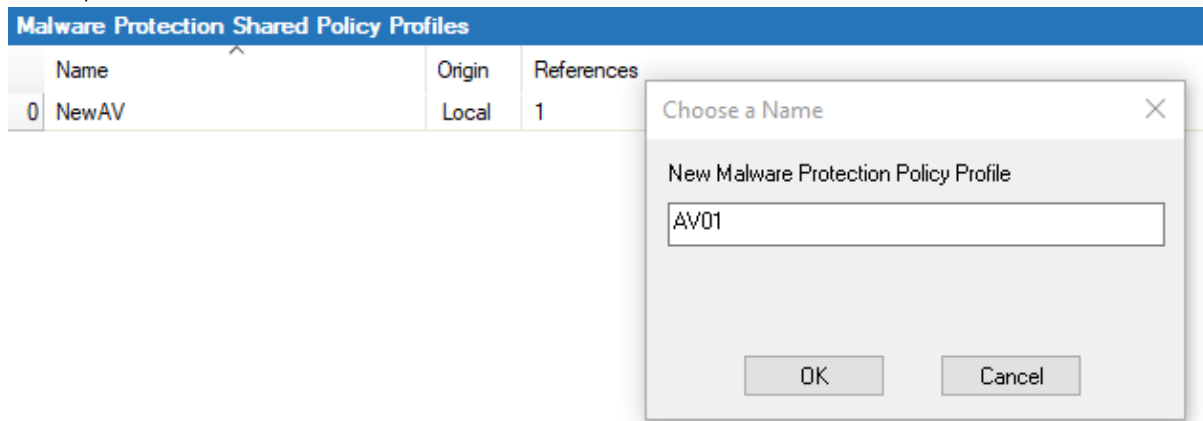 Malware Protection Shared Policy Profiles
Name Origin References
0 NewAV Local 1
Choose a Name
New Malware Protection Policy Profile
AV01
OK Cancel